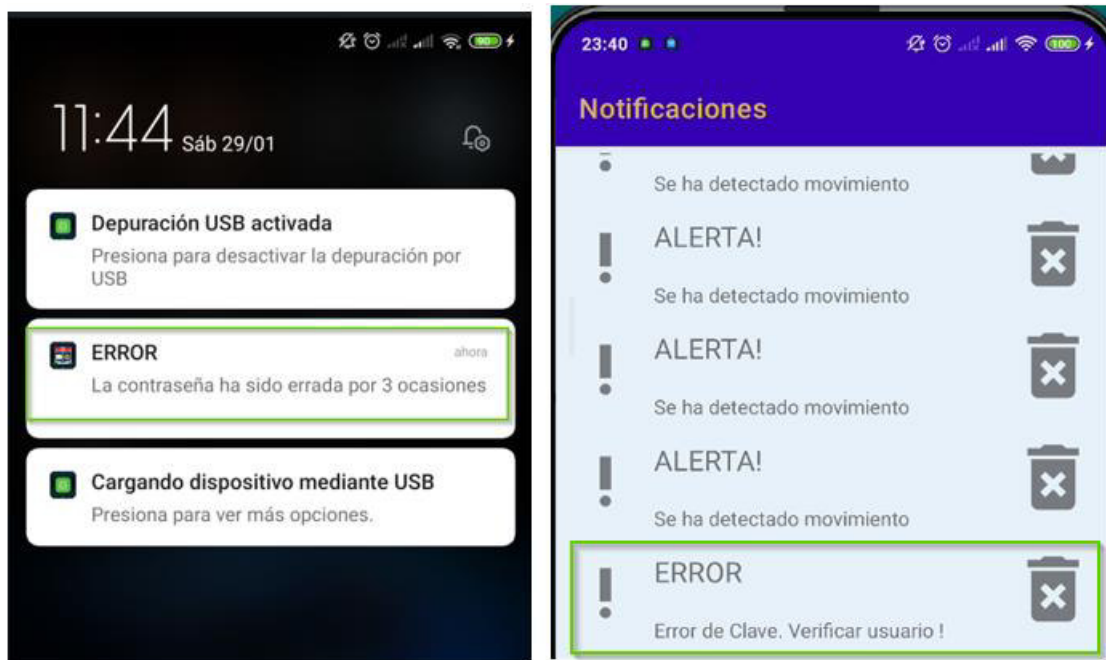 90
11:44 Sáb 29/01
Depuración USB activada
Presiona para desactivar la depuración por
USB
ERROR ahora
La contraseña ha sido errada por 3 ocasiones
Cargando dispositivo mediante USB
Presiona para ver más opciones.
23:40 100
Notificaciones
Se ha detectado movimiento
ALERTA!
Se ha detectado movimiento
ALERTA!
Se ha detectado movimiento
ALERTA!
Se ha detectado movimiento
ERROR
Error de Clave. Verificar usuario !